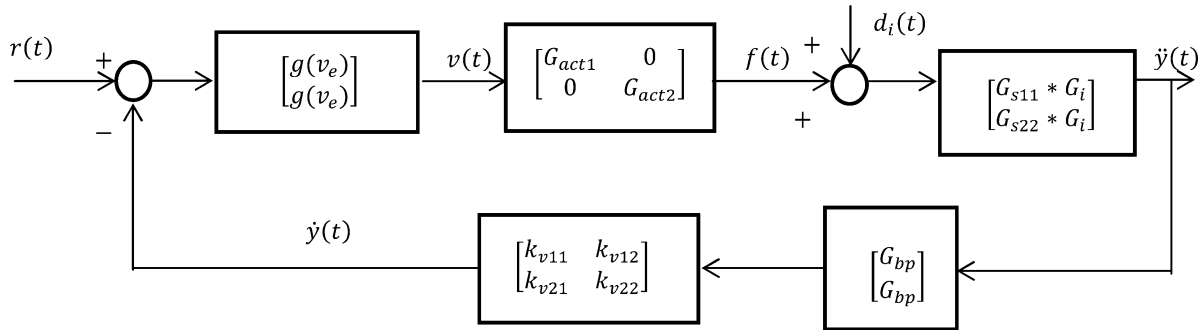 r(t)
+
−
[g(v_e)
g(v_e)]
v(t)
[G_act1 0
0 G_act2]
f(t)
+
+
d_i(t)
[G_s11 * G_i
G_s22 * G_i]
ÿ(t)
ẏ(t)
[k_v11 k_v12
k_v21 k_v22]
[G_bp
G_bp]